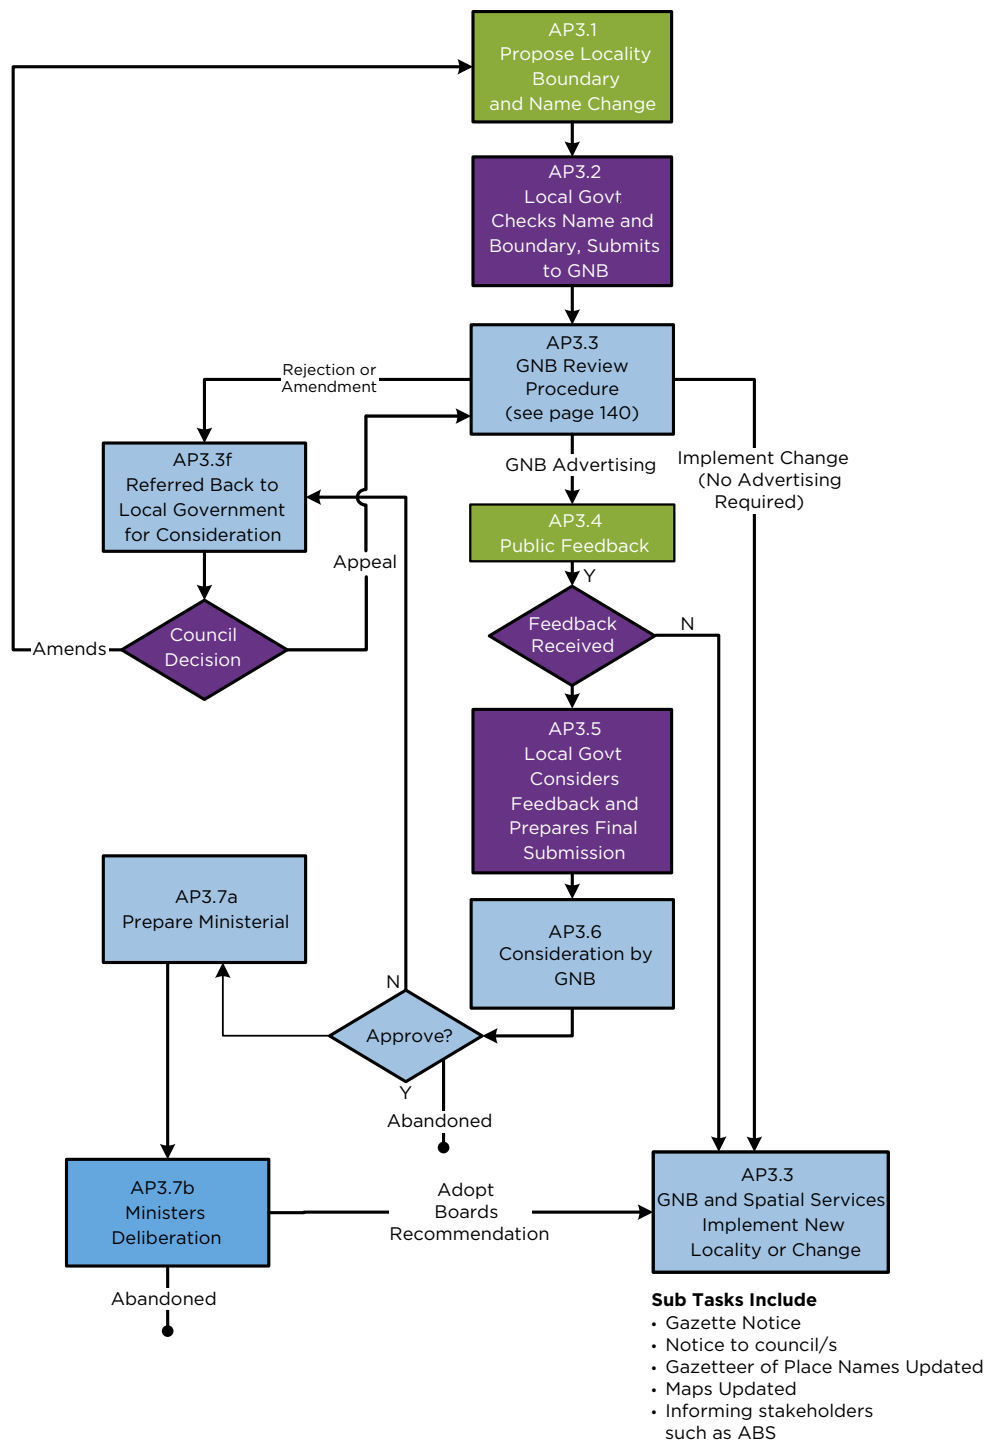 AP3.1
Propose Locality
Boundary
and Name Change
AP3.2
Local Govt
Checks Name and
Boundary, Submits
to GNB
AP3.3
GNB Review
Procedure
(see page 140)
Rejection or
Amendment
AP3.3f
Referred Back to
Local Government
for Consideration
GNB Advertising
Implement Change
(No Advertising
Required)
AP3.4
Public Feedback
Appeal
Y
Feedback
Received
N
Council
Decision
Amends
AP3.5
Local Govt
Considers
Feedback and
Prepares Final
Submission
AP3.7a
Prepare Ministerial
AP3.6
Consideration by
GNB
N
Approve?
Y
Abandoned
AP3.7b
Ministers
Deliberation
Adopt
Boards
Recommendation
AP3.3
GNB and Spatial Services
Implement New
Locality or Change
Abandoned
Sub Tasks Include
• Gazette Notice
• Notice to council/s
• Gazetteer of Place Names Updated
• Maps Updated
• Informing stakeholders
such as ABS